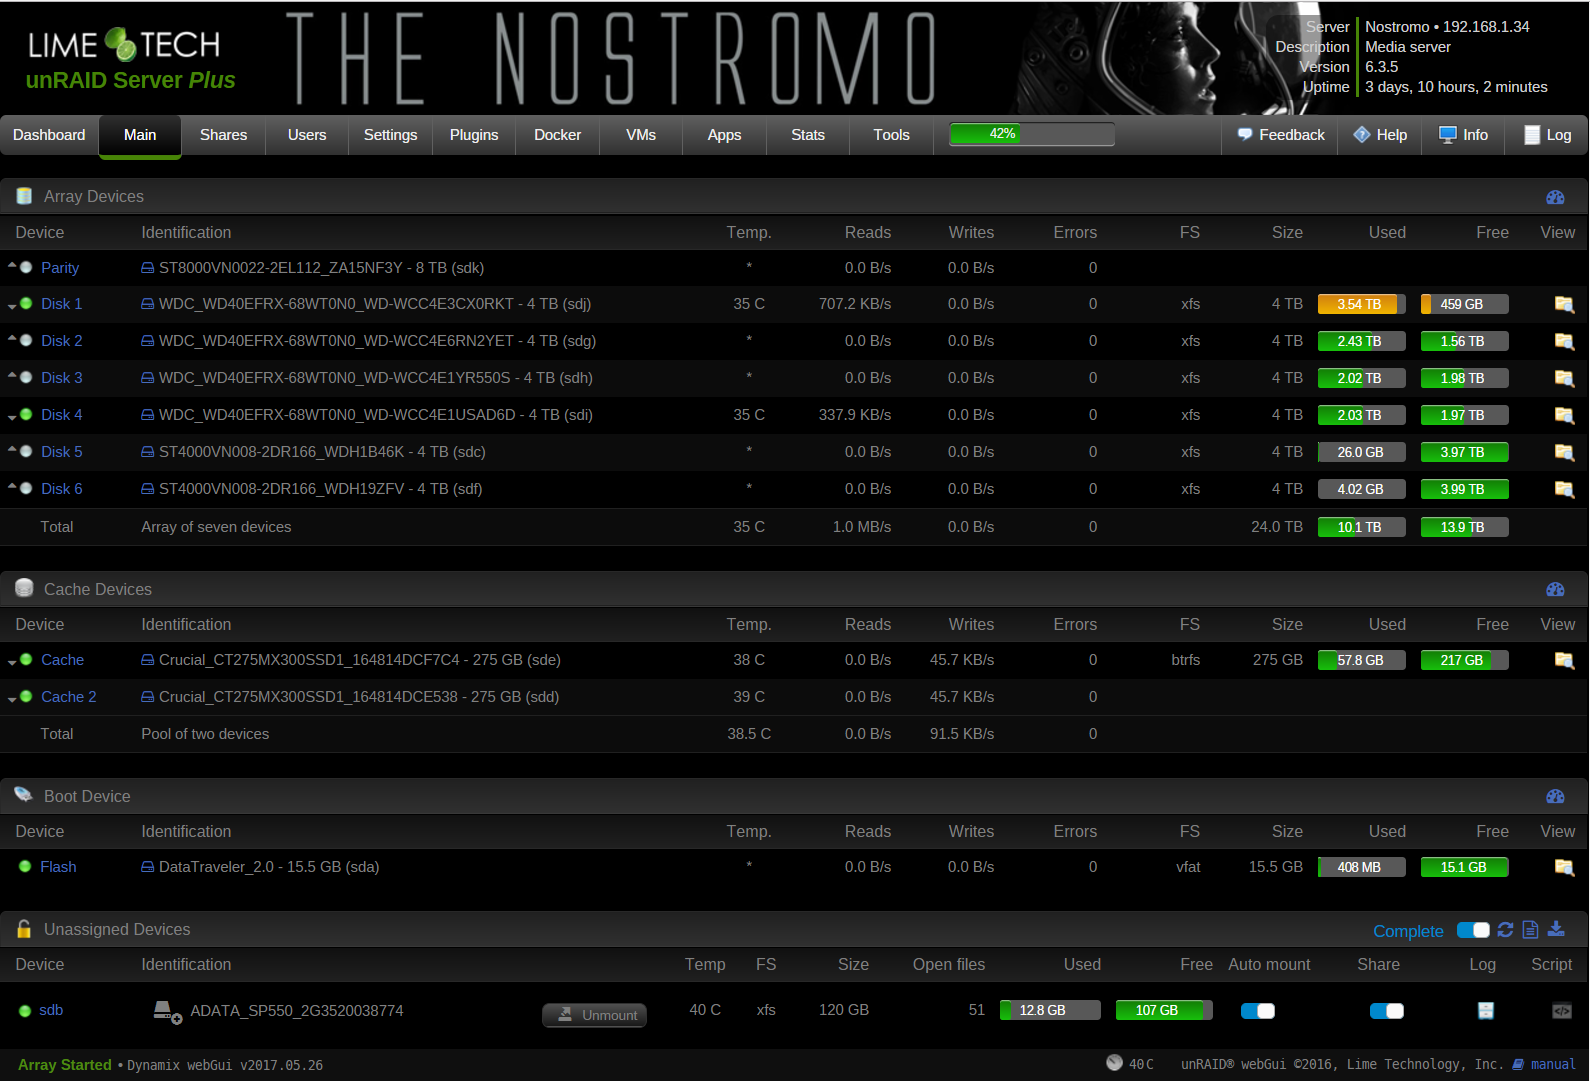 LIME TECH
unRAID Server Plus
THE NOSTROMO
Server Nostromo • 192.168.1.34
Description Media server
Version 6.3.5
Uptime 3 days, 10 hours, 2 minutes
Dashboard Main Shares Users Settings Plugins Docker VMs Apps Stats Tools 42% Feedback Help Info Log
Array Devices
Device Identification Temp. Reads Writes Errors FS Size Used Free View
Parity ST8000VN0022-2EL112_ZA15NF3Y - 8 TB (sdk) * 0.0 B/s 0.0 B/s 0
Disk 1 WDC_WD40EFRX-68WT0N0_WD-WCC4E3CX0RKT - 4 TB (sdj) 35 C 707.2 KB/s 0.0 B/s 0 xfs 4 TB 3.54 TB 459 GB
Disk 2 WDC_WD40EFRX-68WT0N0_WD-WCC4E6RN2YET - 4 TB (sdg) * 0.0 B/s 0.0 B/s 0 xfs 4 TB 2.43 TB 1.56 TB
Disk 3 WDC_WD40EFRX-68WT0N0_WD-WCC4E1YR550S - 4 TB (sdh) * 0.0 B/s 0.0 B/s 0 xfs 4 TB 2.02 TB 1.98 TB
Disk 4 WDC_WD40EFRX-68WT0N0_WD-WCC4E1USAD6D - 4 TB (sdi) 35 C 337.9 KB/s 0.0 B/s 0 xfs 4 TB 2.03 TB 1.97 TB
Disk 5 ST4000VN008-2DR166_WDH1B46K - 4 TB (sdc) * 0.0 B/s 0.0 B/s 0 xfs 4 TB 26.0 GB 3.97 TB
Disk 6 ST4000VN008-2DR166_WDH19ZFV - 4 TB (sdf) * 0.0 B/s 0.0 B/s 0 xfs 4 TB 4.02 GB 3.99 TB
Total Array of seven devices 35 C 1.0 MB/s 0.0 B/s 0 24.0 TB 10.1 TB 13.9 TB
Cache Devices
Device Identification Temp. Reads Writes Errors FS Size Used Free View
Cache Crucial_CT275MX300SSD1_164814DCF7C4 - 275 GB (sde) 38 C 0.0 B/s 45.7 KB/s 0 btrfs 275 GB 57.8 GB 217 GB
Cache 2 Crucial_CT275MX300SSD1_164814DCE538 - 275 GB (sdd) 39 C 0.0 B/s 45.7 KB/s 0
Total Pool of two devices 38.5 C 0.0 B/s 91.5 KB/s 0
Boot Device
Device Identification Temp. Reads Writes Errors FS Size Used Free View
Flash DataTraveler_2.0 - 15.5 GB (sda) * 0.0 B/s 0.0 B/s 0 vfat 15.5 GB 408 MB 15.1 GB
Unassigned Devices Complete
Device Identification Temp FS Size Open files Used Free Auto mount Share Log Script
sdb ADATA_SP550_2G3520038774 Unmount 40 C xfs 120 GB 51 12.8 GB 107 GB
Array Started • Dynamix webGui v2017.05.26 40 C unRAID® webGui ©2016, Lime Technology, Inc. manual